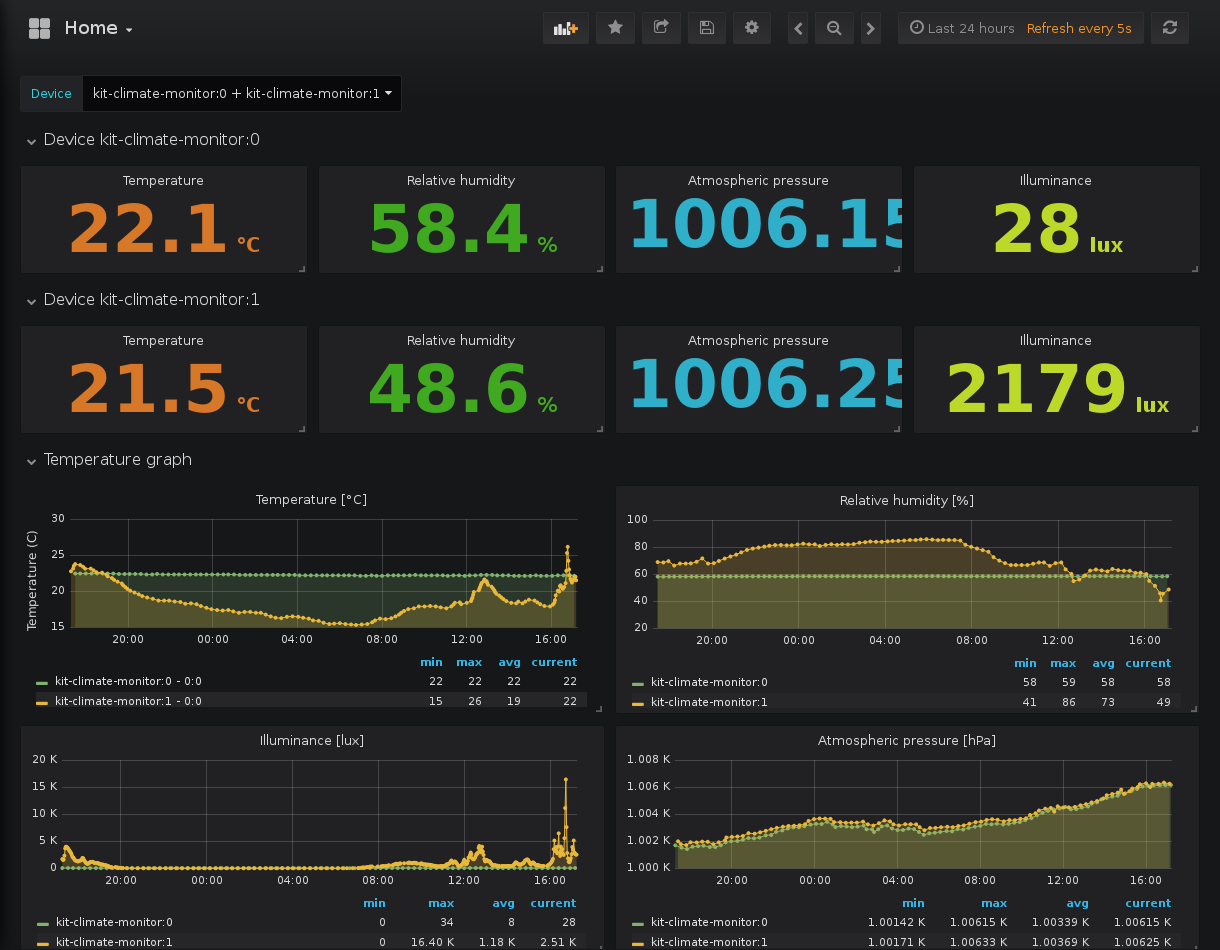 Home
Last 24 hours Refresh every 5s
Device kit-climate-monitor:0 + kit-climate-monitor:1
Device kit-climate-monitor:0
Temperature Relative humidity Atmospheric pressure Illuminance
22.1 °C 58.4 % 1006.15 28 lux
Device kit-climate-monitor:1
Temperature Relative humidity Atmospheric pressure Illuminance
21.5 °C 48.6 % 1006.25 2179 lux
Temperature graph
Temperature [°C]
Temperature (C)
30
25
20
15
20:00 00:00 04:00 08:00 12:00 16:00
min max avg current
kit-climate-monitor:0 - 0:0 22 22 22 22
kit-climate-monitor:1 - 0:0 15 26 19 22
Relative humidity [%]
100
80
60
40
20
20:00 00:00 04:00 08:00 12:00 16:00
min max avg current
kit-climate-monitor:0 58 59 58 58
kit-climate-monitor:1 41 86 73 49
Illuminance [lux]
20 K
15 K
10 K
5 K
0
20:00 00:00 04:00 08:00 12:00 16:00
min max avg current
kit-climate-monitor:0 0 34 8 28
kit-climate-monitor:1 0 16.40 K 1.18 K 2.51 K
Atmospheric pressure [hPa]
1.008 K
1.006 K
1.004 K
1.002 K
1.000 K
20:00 00:00 04:00 08:00 12:00 16:00
min max avg current
kit-climate-monitor:0 1.00142 K 1.00615 K 1.00339 K 1.00615 K
kit-climate-monitor:1 1.00171 K 1.00633 K 1.00369 K 1.00625 K